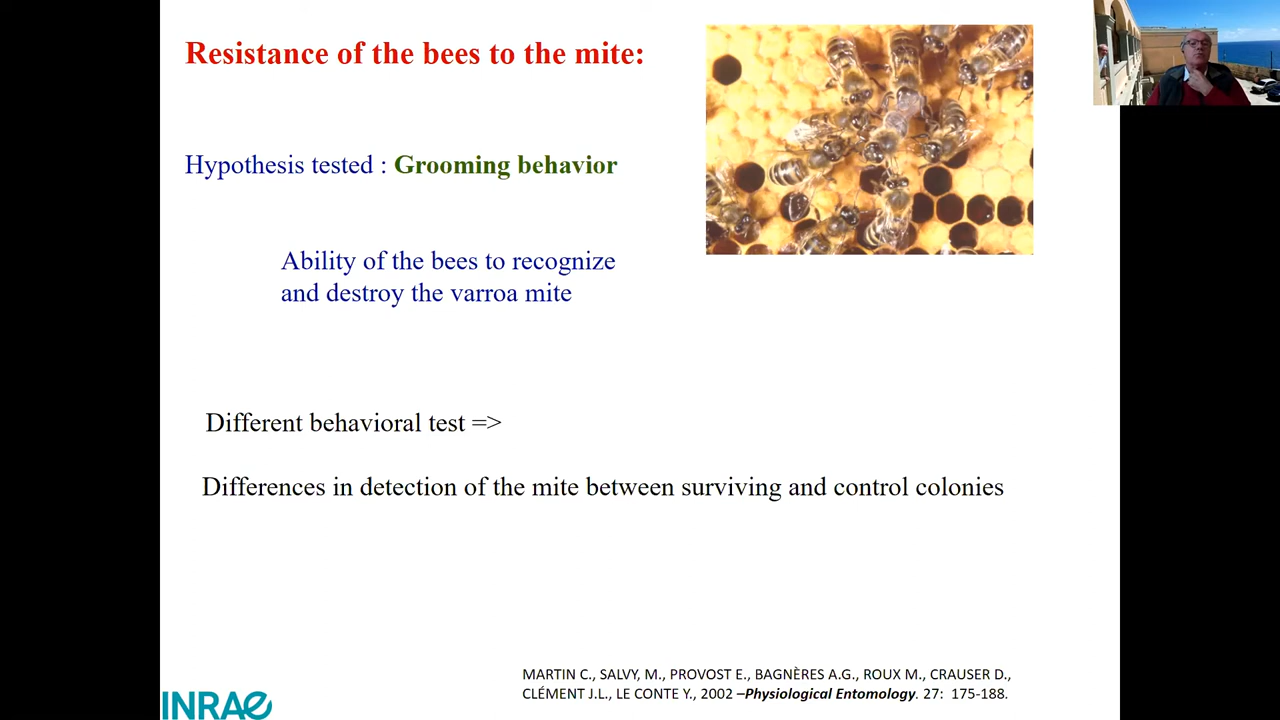 Resistance of the bees to the mite:
Hypothesis tested : Grooming behavior
Ability of the bees to recognize
and destroy the varroa mite
Different behavioral test =>
Differences in detection of the mite between surviving and control colonies
MARTIN C., SALVY, M., PROVOST E., BAGNÈRES A.G., ROUX M., CRAUSER D.,
CLÉMENT J.L., LE CONTE Y., 2002 –Physiological Entomology. 27: 175-188.
INRAE